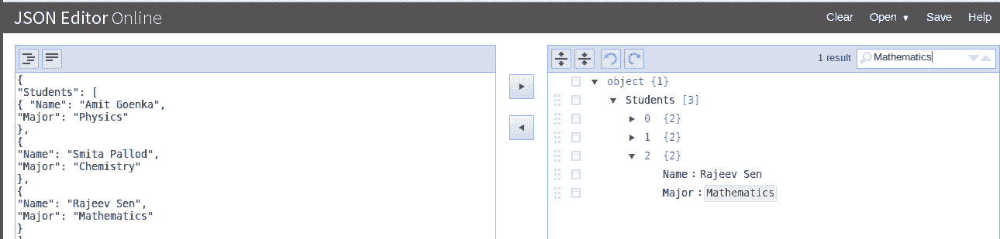 JSON Editor Online
Clear Open Save Help
1 result Mathematics
{
"Students": [
{ "Name": "Amit Goenka",
"Major": "Physics"
},
{
"Name": "Smita Pallod",
"Major": "Chemistry"
},
{
"Name": "Rajeev Sen",
"Major": "Mathematics"
}
object {1}
Students [3]
0 {2}
1 {2}
2 {2}
Name : Rajeev Sen
Major : Mathematics